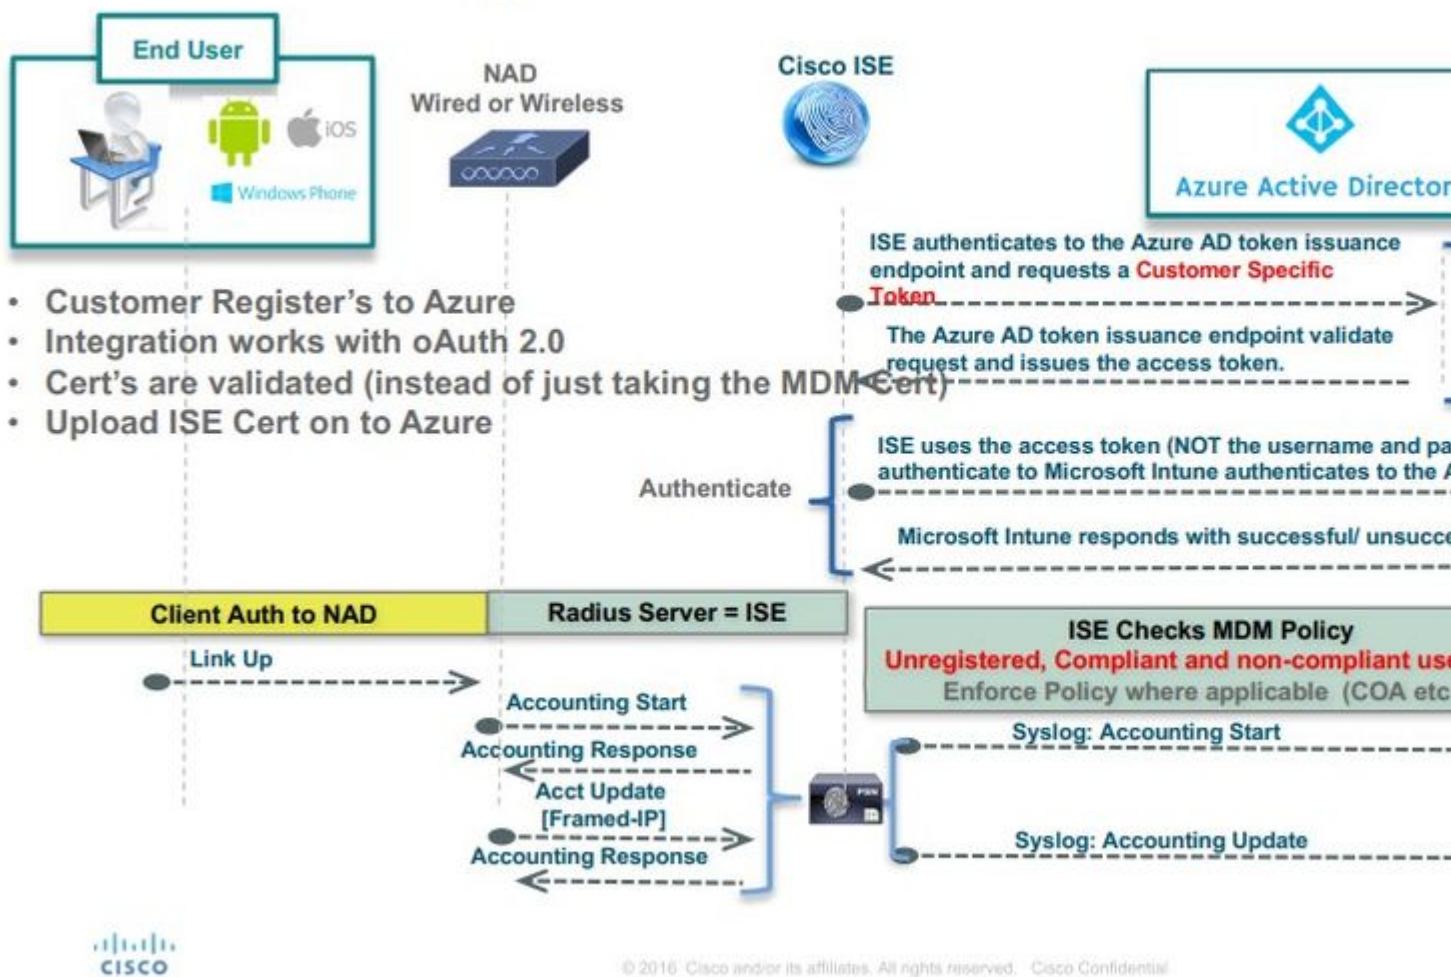 End User
iOS
Windows Phone
NAD
Wired or Wireless
Cisco ISE
Azure Active Director
ISE authenticates to the Azure AD token issuance
endpoint and requests a Customer Specific
Token
The Azure AD token issuance endpoint validate
request and issues the access token.
• Customer Register's to Azure
• Integration works with oAuth 2.0
• Cert's are validated (instead of just taking the MDM Cert)
• Upload ISE Cert on to Azure
ISE uses the access token (NOT the username and pa
authenticate to Microsoft Intune authenticates to the A
Authenticate
Microsoft Intune responds with successful/ unsucce
Client Auth to NAD
Radius Server = ISE
ISE Checks MDM Policy
Unregistered, Compliant and non-compliant use
Enforce Policy where applicable (COA etc
Link Up
Accounting Start
Accounting Response
Acct Update
[Framed-IP]
Accounting Response
PSN
Syslog: Accounting Start
Syslog: Accounting Update
CISCO
© 2016 Cisco and/or its affiliates. All rights reserved. Cisco Confidential